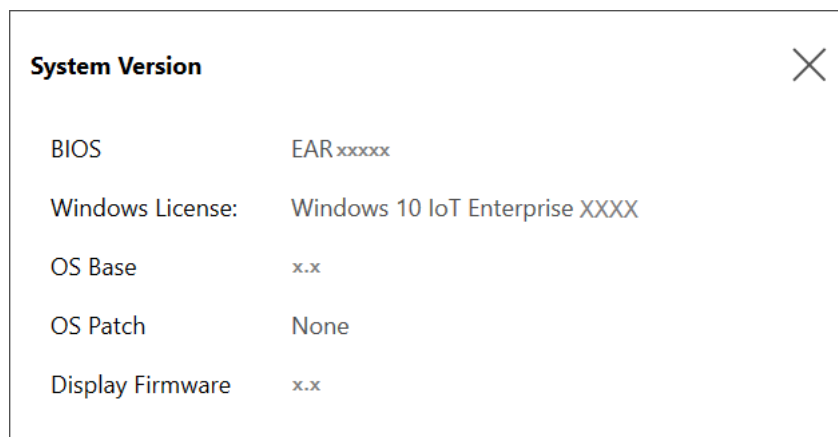 System Version
BIOS EAR xxxxx
Windows License: Windows 10 IoT Enterprise XXXX
OS Base x.x
OS Patch None
Display Firmware x.x